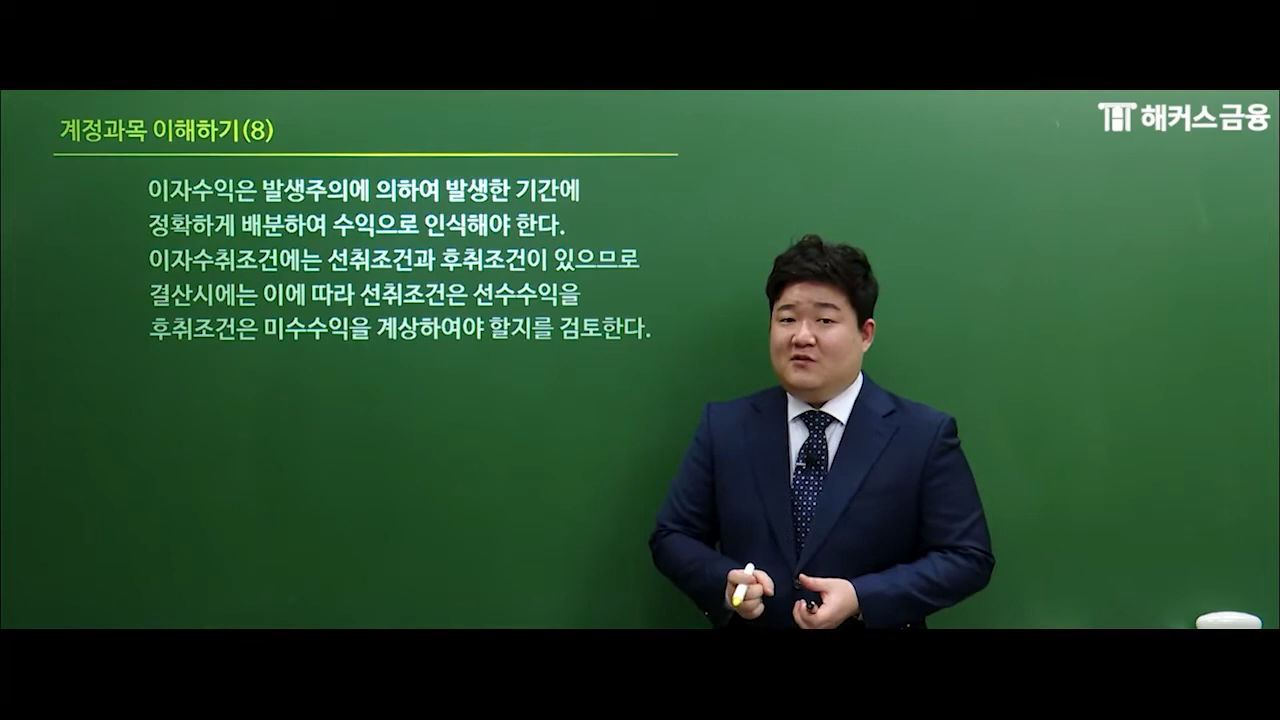 계정과목 이해하기(8)
해커스금융
이자수익은 발생주의에 의하여 발생한 기간에
정확하게 배분하여 수익으로 인식해야 한다.
이자수취조건에는 선취조건과 후취조건이 있으므로
결산시에는 이에 따라 선취조건은 선수수익을
후취조건은 미수수익을 계상하여야 할지를 검토한다.